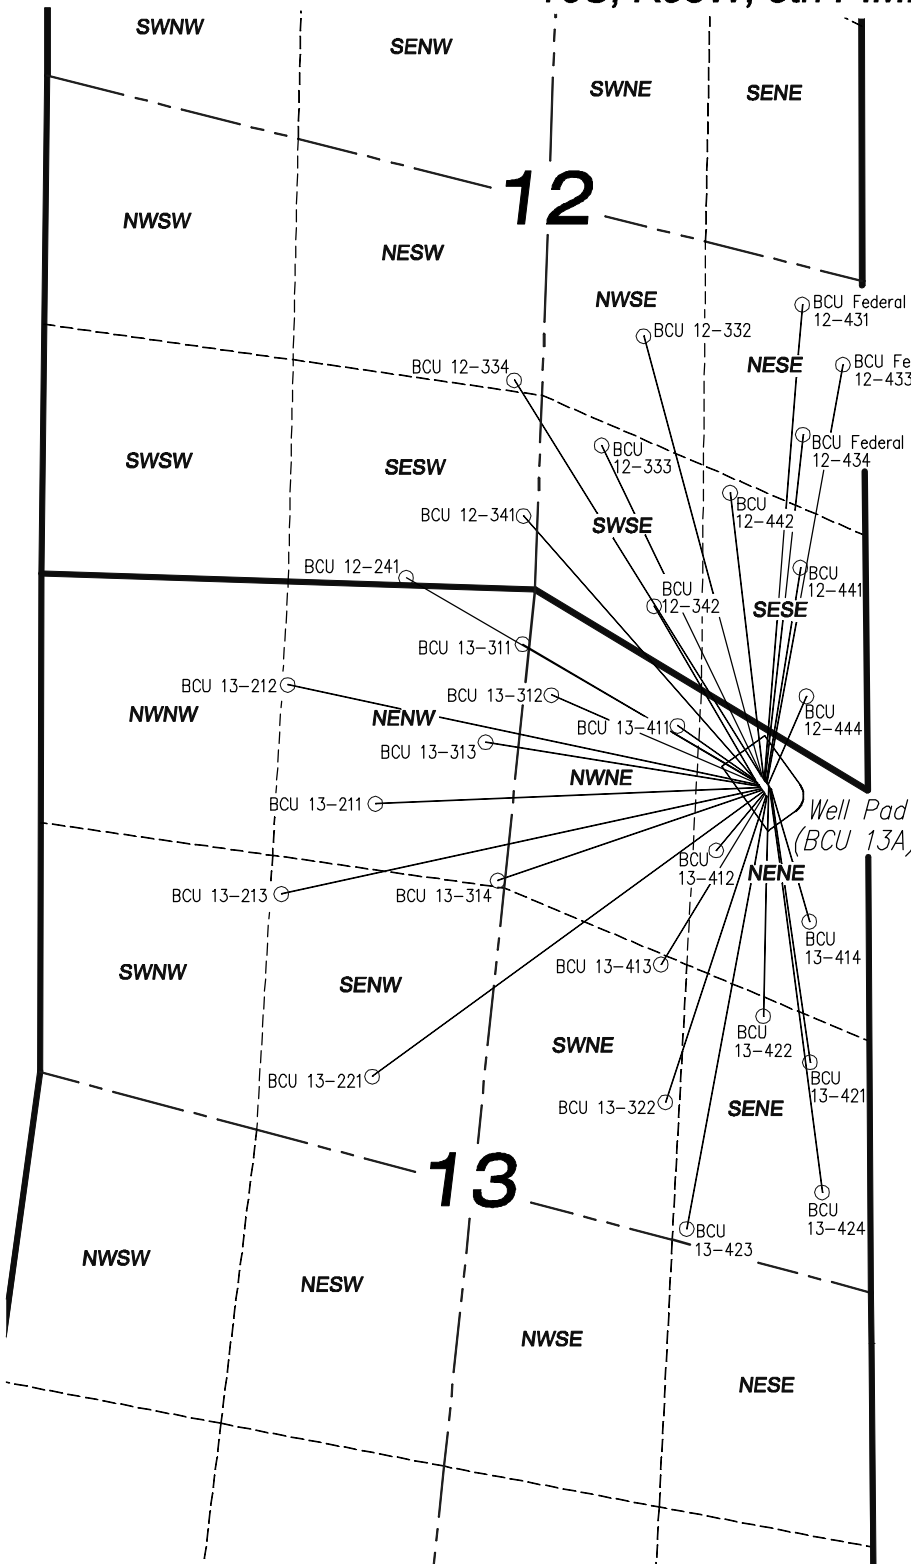 SWNW
SENW
SWNE
SENE
12
NWSW
NESW
NWSE
BCU Federal
12-431
BCU 12-332
BCU 12-334
NESE
BCU Fe
12-433
SWSW
SESW
BCU
12-333
BCU Federal
12-434
BCU 12-341
SWSE
BCU
12-442
BCU 12-241
BCU
12-342
BCU
12-441
SESE
BCU 13-311
BCU 13-212
BCU 13-312
NWNW
NENW
BCU 13-411
BCU
12-444
BCU 13-313
NWNE
BCU 13-211
Well Pad
(BCU 13A)
BCU
13-412
NENE
BCU 13-213
BCU 13-314
BCU
13-414
SWNW
SENW
BCU 13-413
BCU
13-422
SWNE
BCU 13-221
BCU
13-421
BCU 13-322
SENE
13
BCU
13-424
BCU
13-423
NWSW
NESW
NWSE
NESE